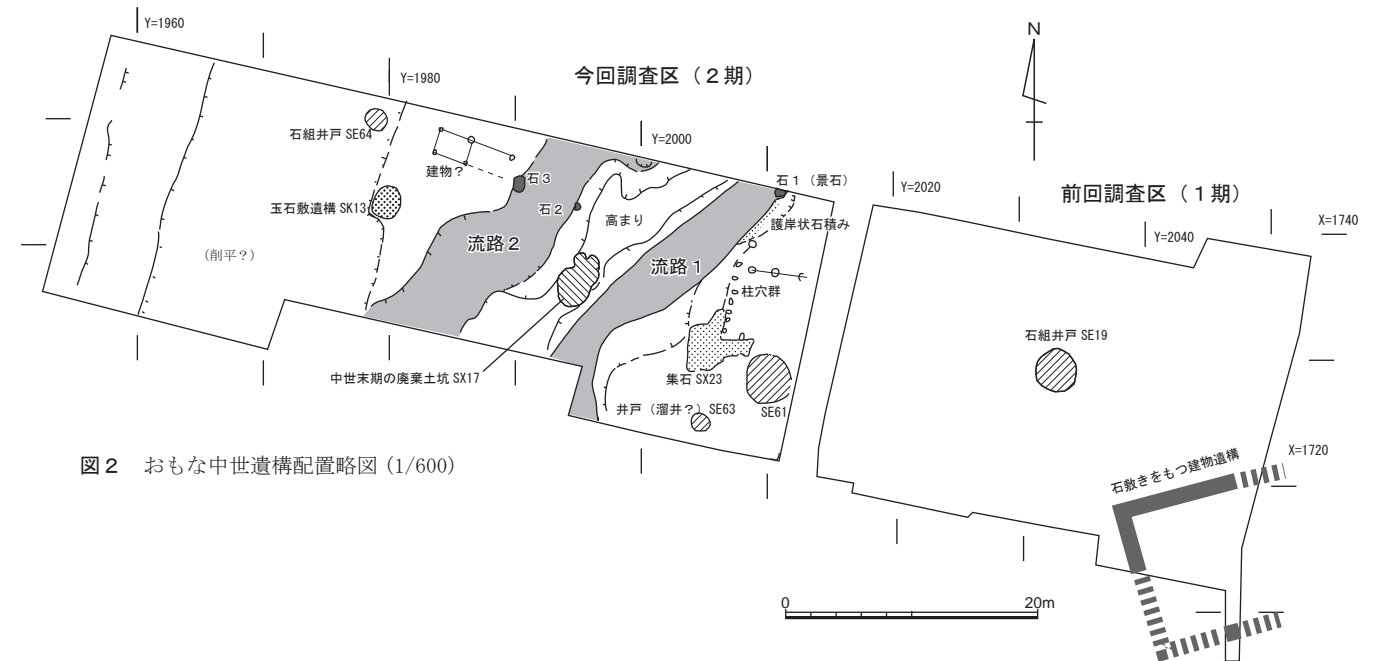 Y=1960
Y=1980
今回調査区（２期）
N
石組井戸 SE64
建物？
Y=2000
石３
石１（景石）
Y=2020
前回調査区（１期）
玉石敷遺構 SK13
石２
高まり
護岸状石積み
Y=2040
X=1740
（削平？）
流路２
流路１
柱穴群
石組井戸 SE19
中世末期の廃棄土坑 SX17
集石 SX23
井戸（溜井？）SE63
SE61
図２　おもな中世遺構配置略図 (1/600)
石敷きをもつ建物遺構
X=1720
0
20m